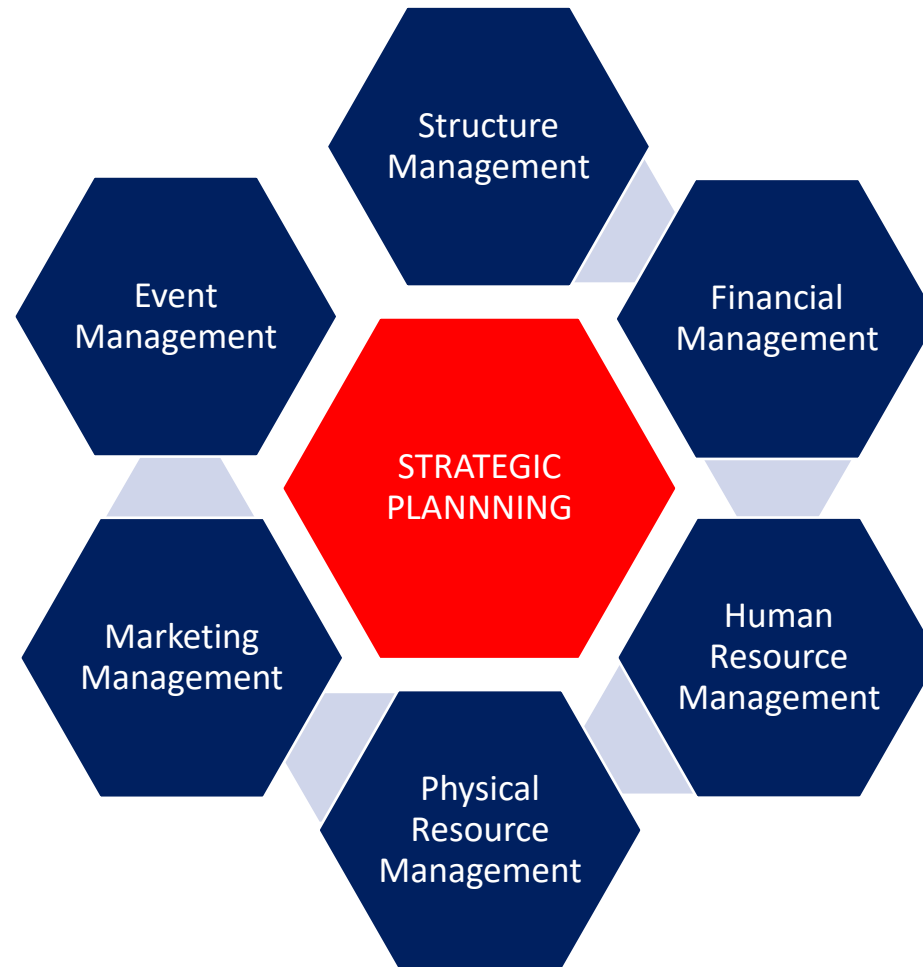 Structure
Management
Financial
Management
Human
Resource
Management
Physical
Resource
Management
Marketing
Management
Event
Management
STRATEGIC
PLANNNING